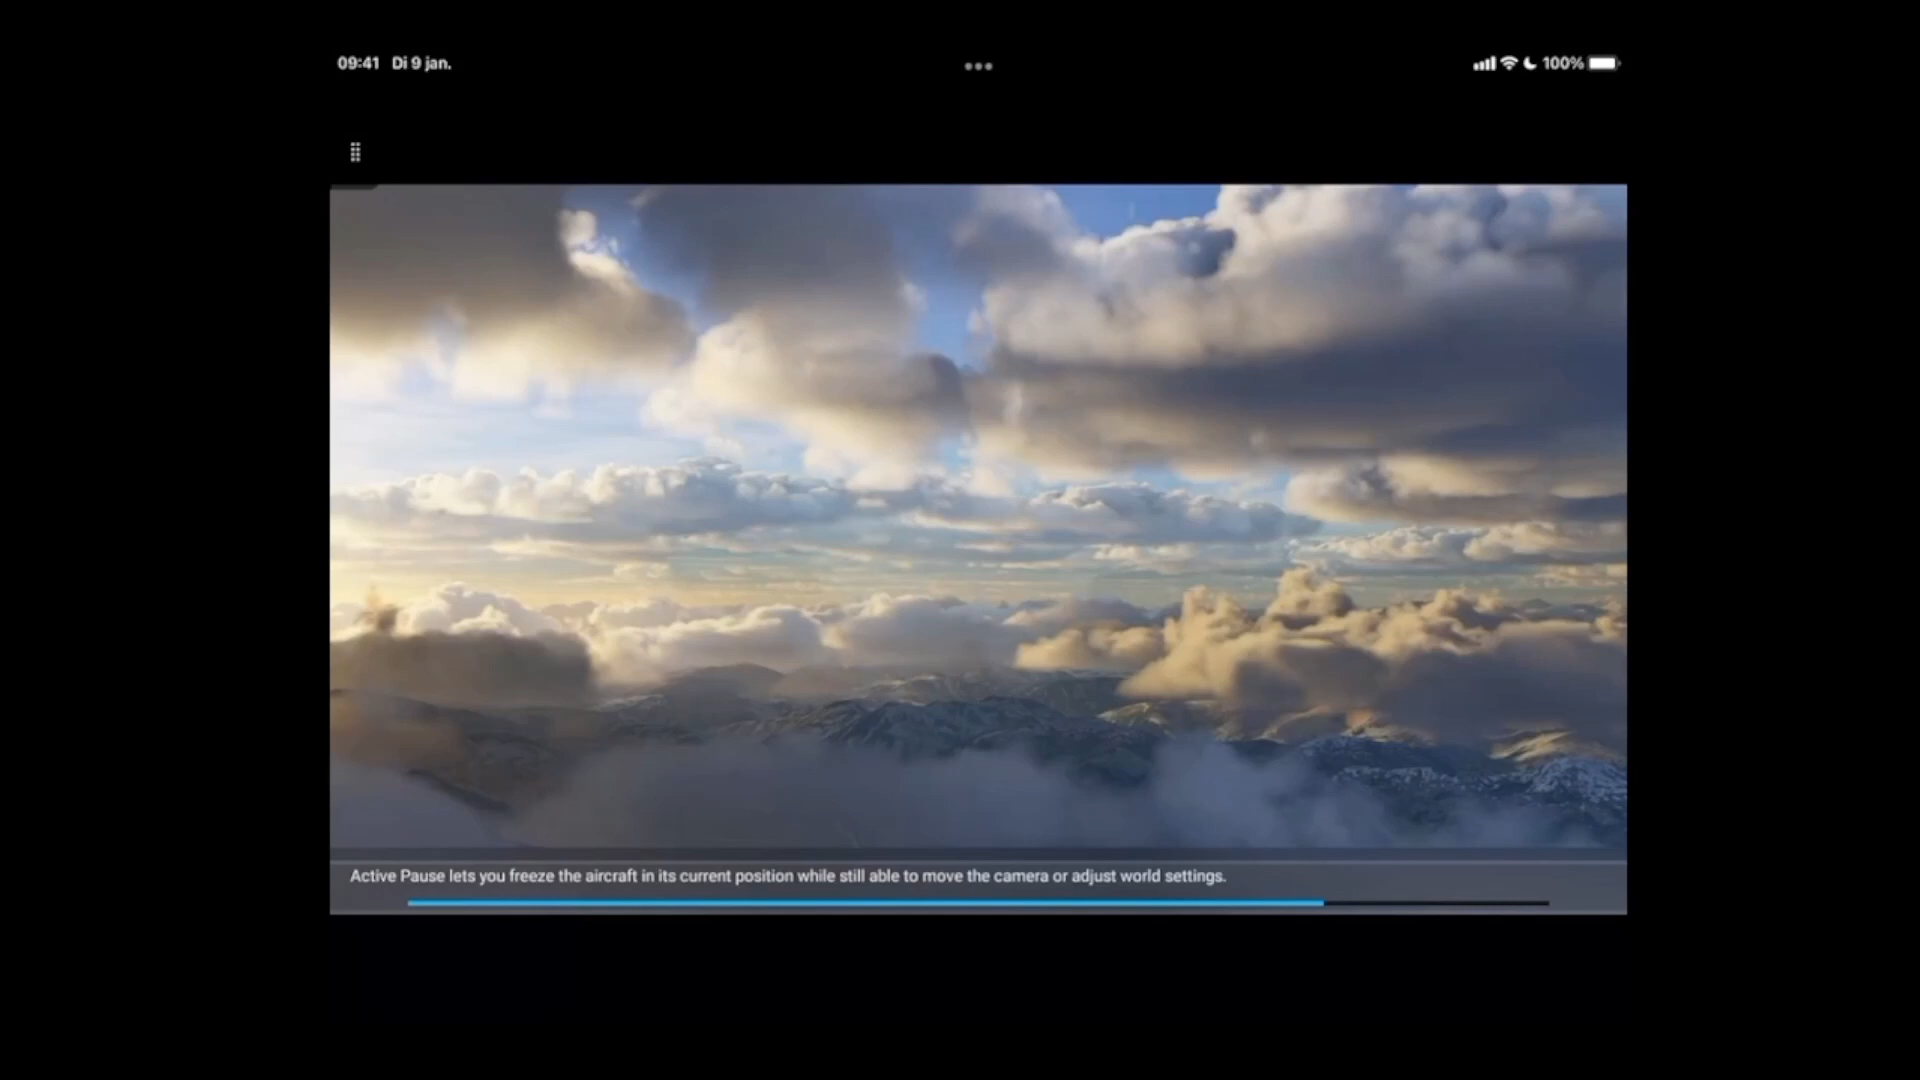 09:41 Di 9 jan.
100%
Active Pause lets you freeze the aircraft in its current position while still able to move the camera or adjust world settings.